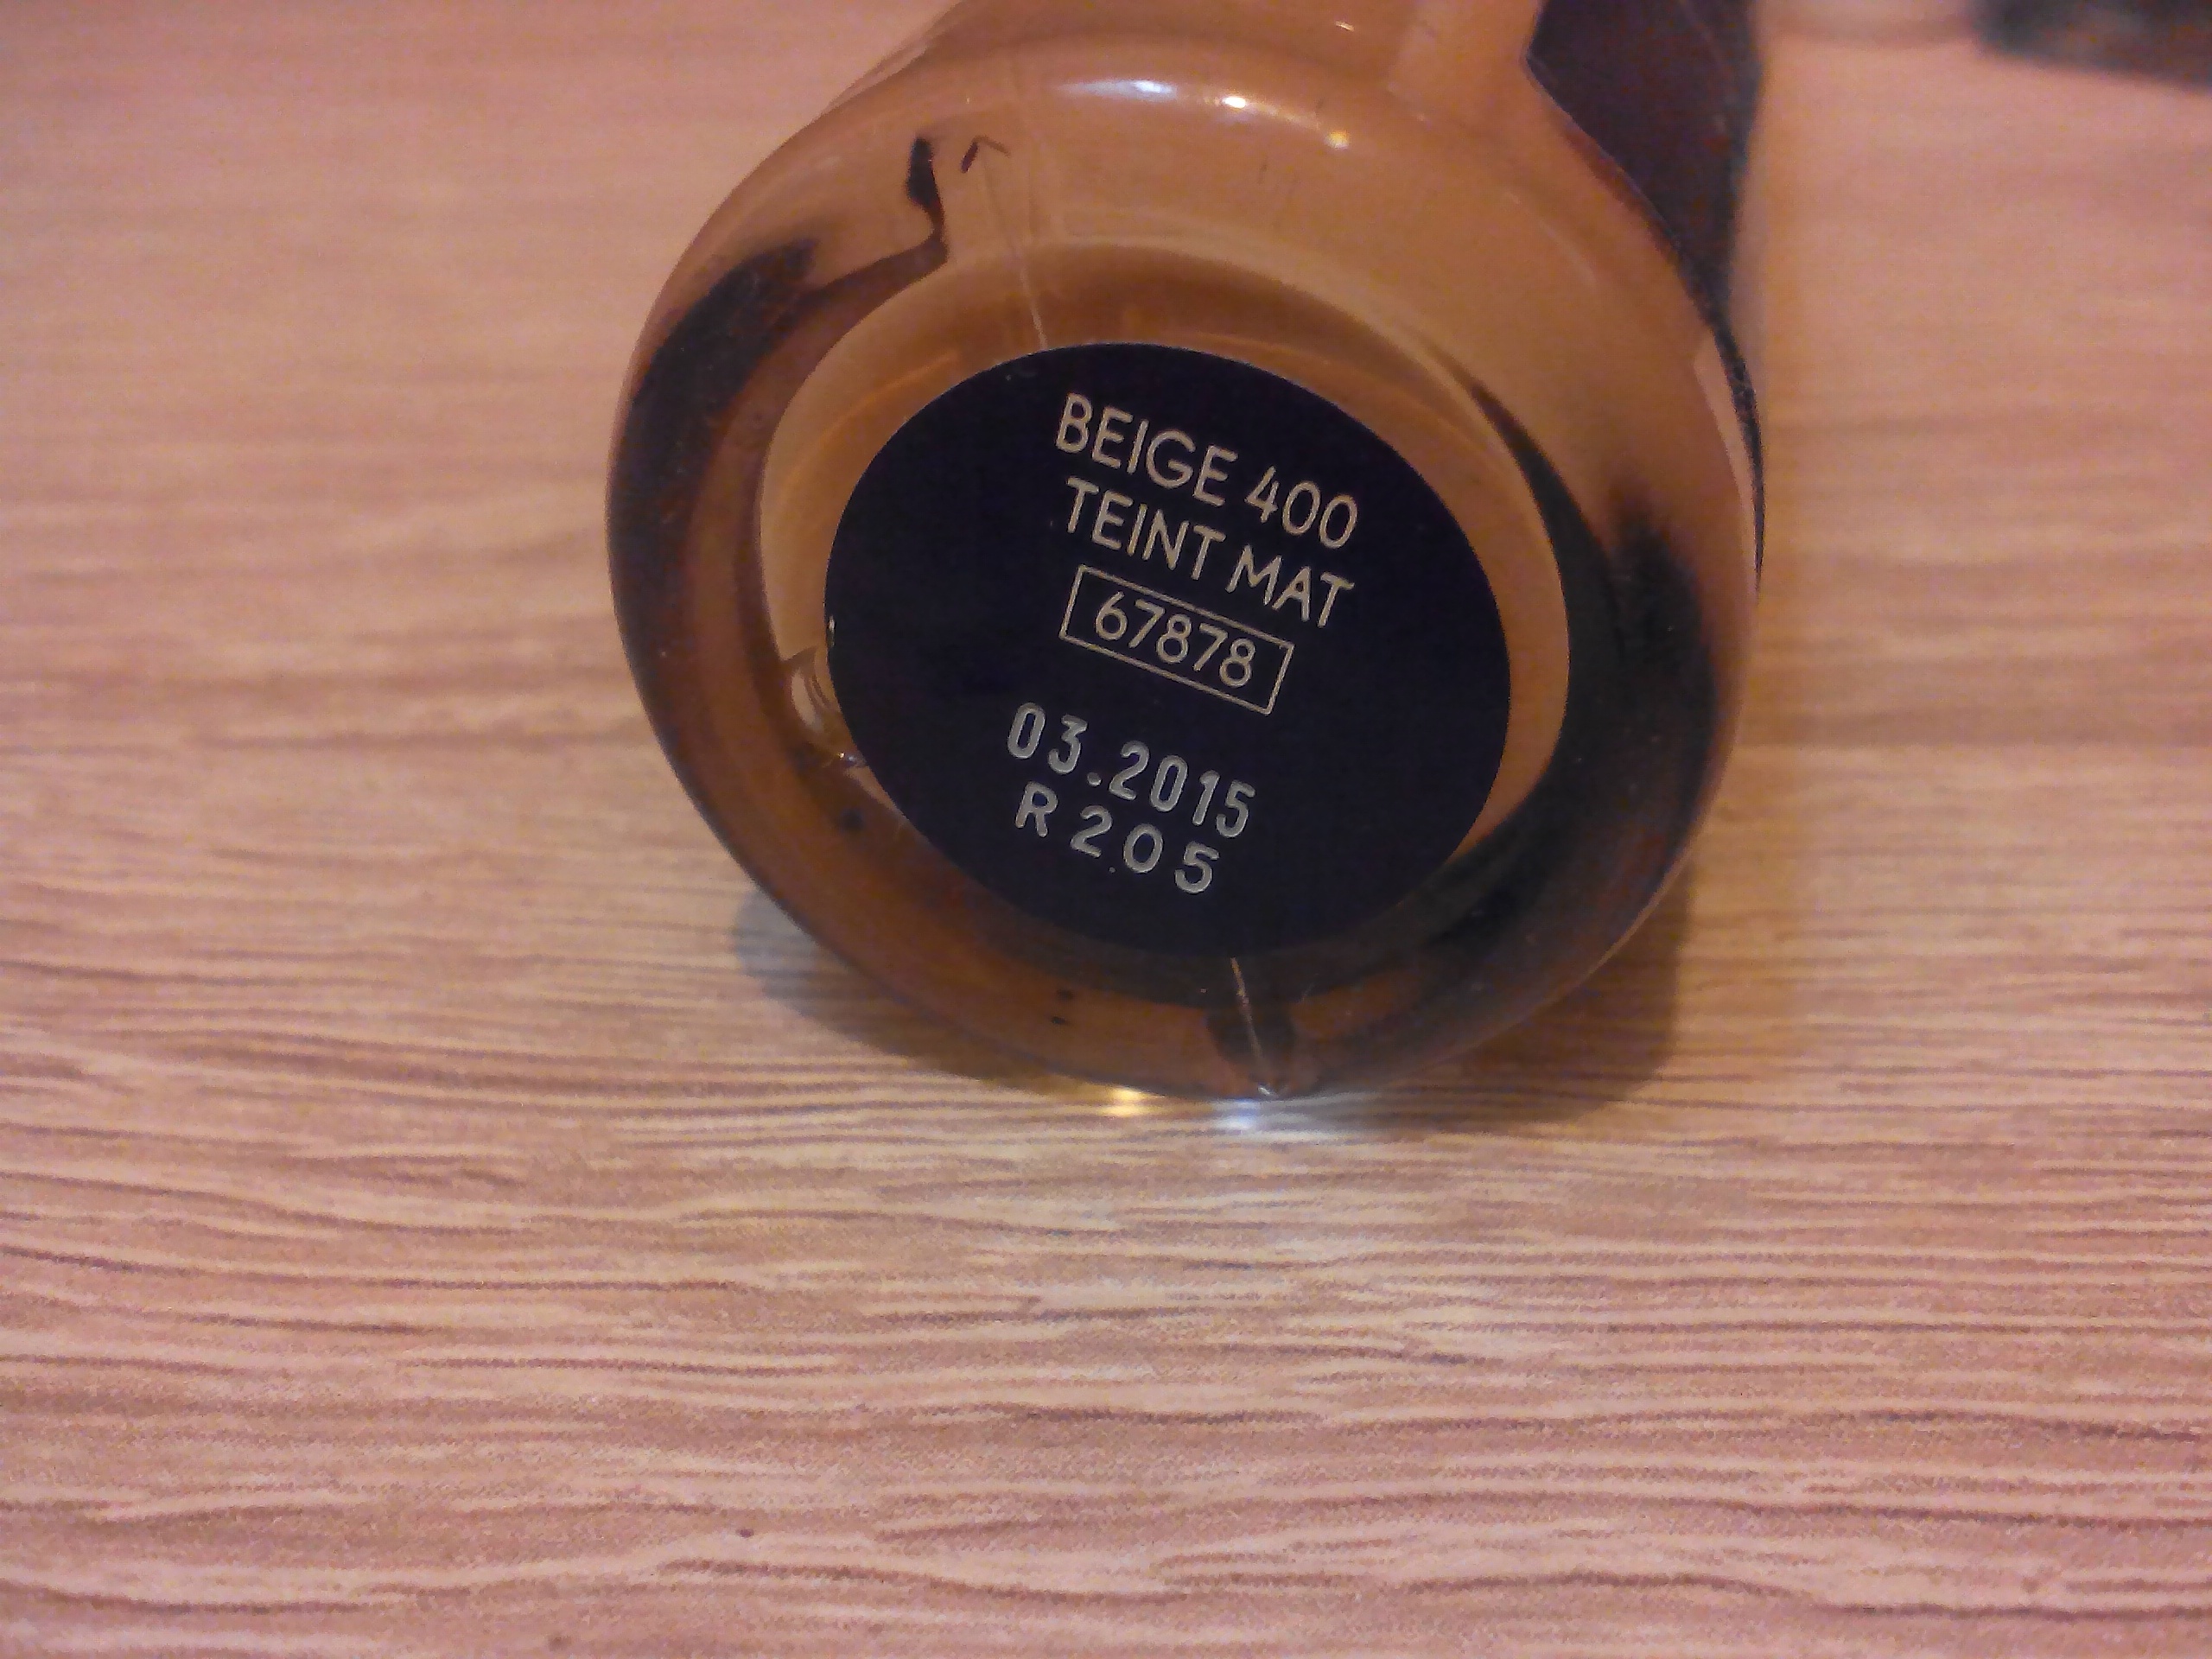 BEIGE 400
TEINT MAT
67878
03.2015
R205